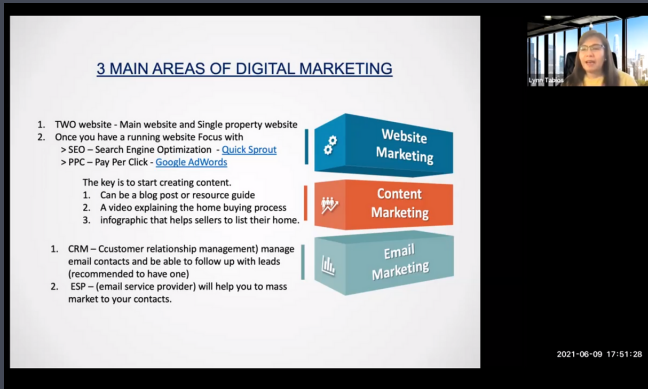 3 MAIN AREAS OF DIGITAL MARKETING
1. TWO website - Main website and Single property website
2. Once you have a running website Focus with
> SEO – Search Engine Optimization - Quick Sprout
> PPC – Pay Per Click - Google AdWords
The key is to start creating content.
1. Can be a blog post or resource guide
2. A video explaining the home buying process
3. infographic that helps sellers to list their home.
1. CRM – Ccustomer relationship management) manage
email contacts and be able to follow up with leads
(recommended to have one)
2. ESP – (email service provider) will help you to mass
market to your contacts.
Website
Marketing
Content
Marketing
Email
Marketing
Lynn Tabios
2021-06-09 17:51:28